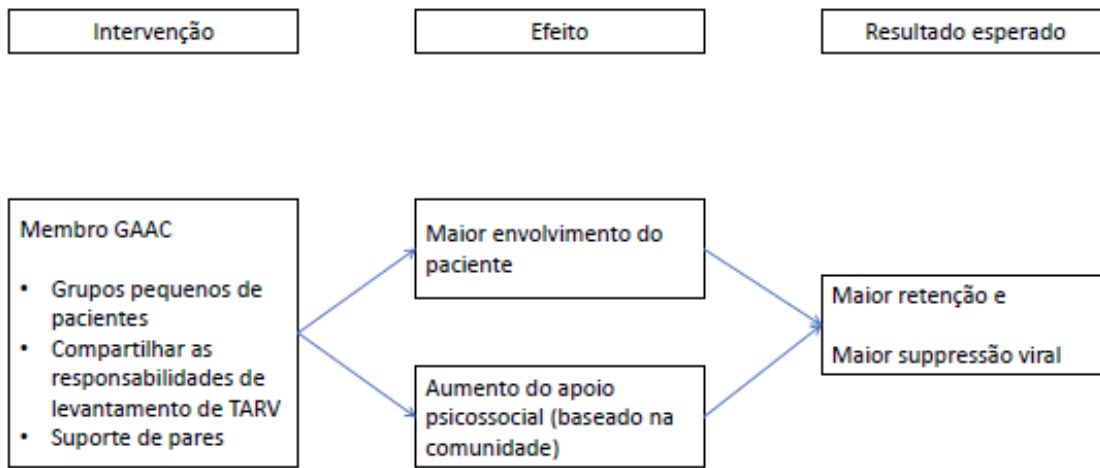 Intervenção
Efeito
Resultado esperado
Membro GAAC
• Grupos pequenos de
pacientes
• Compartilhar as
responsabilidades de
levantamento de TARV
• Suporte de pares
Maior envolvimento do
paciente
Aumento do apoio
psicossocial (baseado na
comunidade)
Maior retenção e
Maior suppressão viral